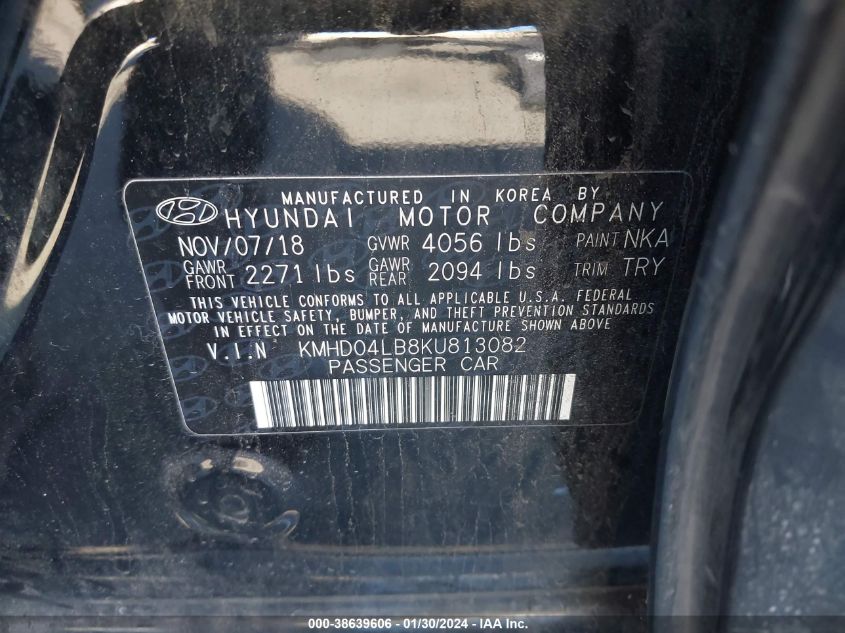 MANUFACTURED IN KOREA BY
HYUNDAI MOTOR COMPANY
NOV/07/18 GVWR 4056 lbs PAINT NKA
GAWR FRONT 2271 lbs GAWR REAR 2094 lbs TRIM TRY
THIS VEHICLE CONFORMS TO ALL APPLICABLE U.S.A. FEDERAL
MOTOR VEHICLE SAFETY, BUMPER, AND THEFT PREVENTION STANDARDS
IN EFFECT ON THE DATE OF MANUFACTURE SHOWN ABOVE
V.I.N KMHD04LB8KU813082
PASSENGER CAR
000-38639606 - 01/30/2024 - IAA Inc.